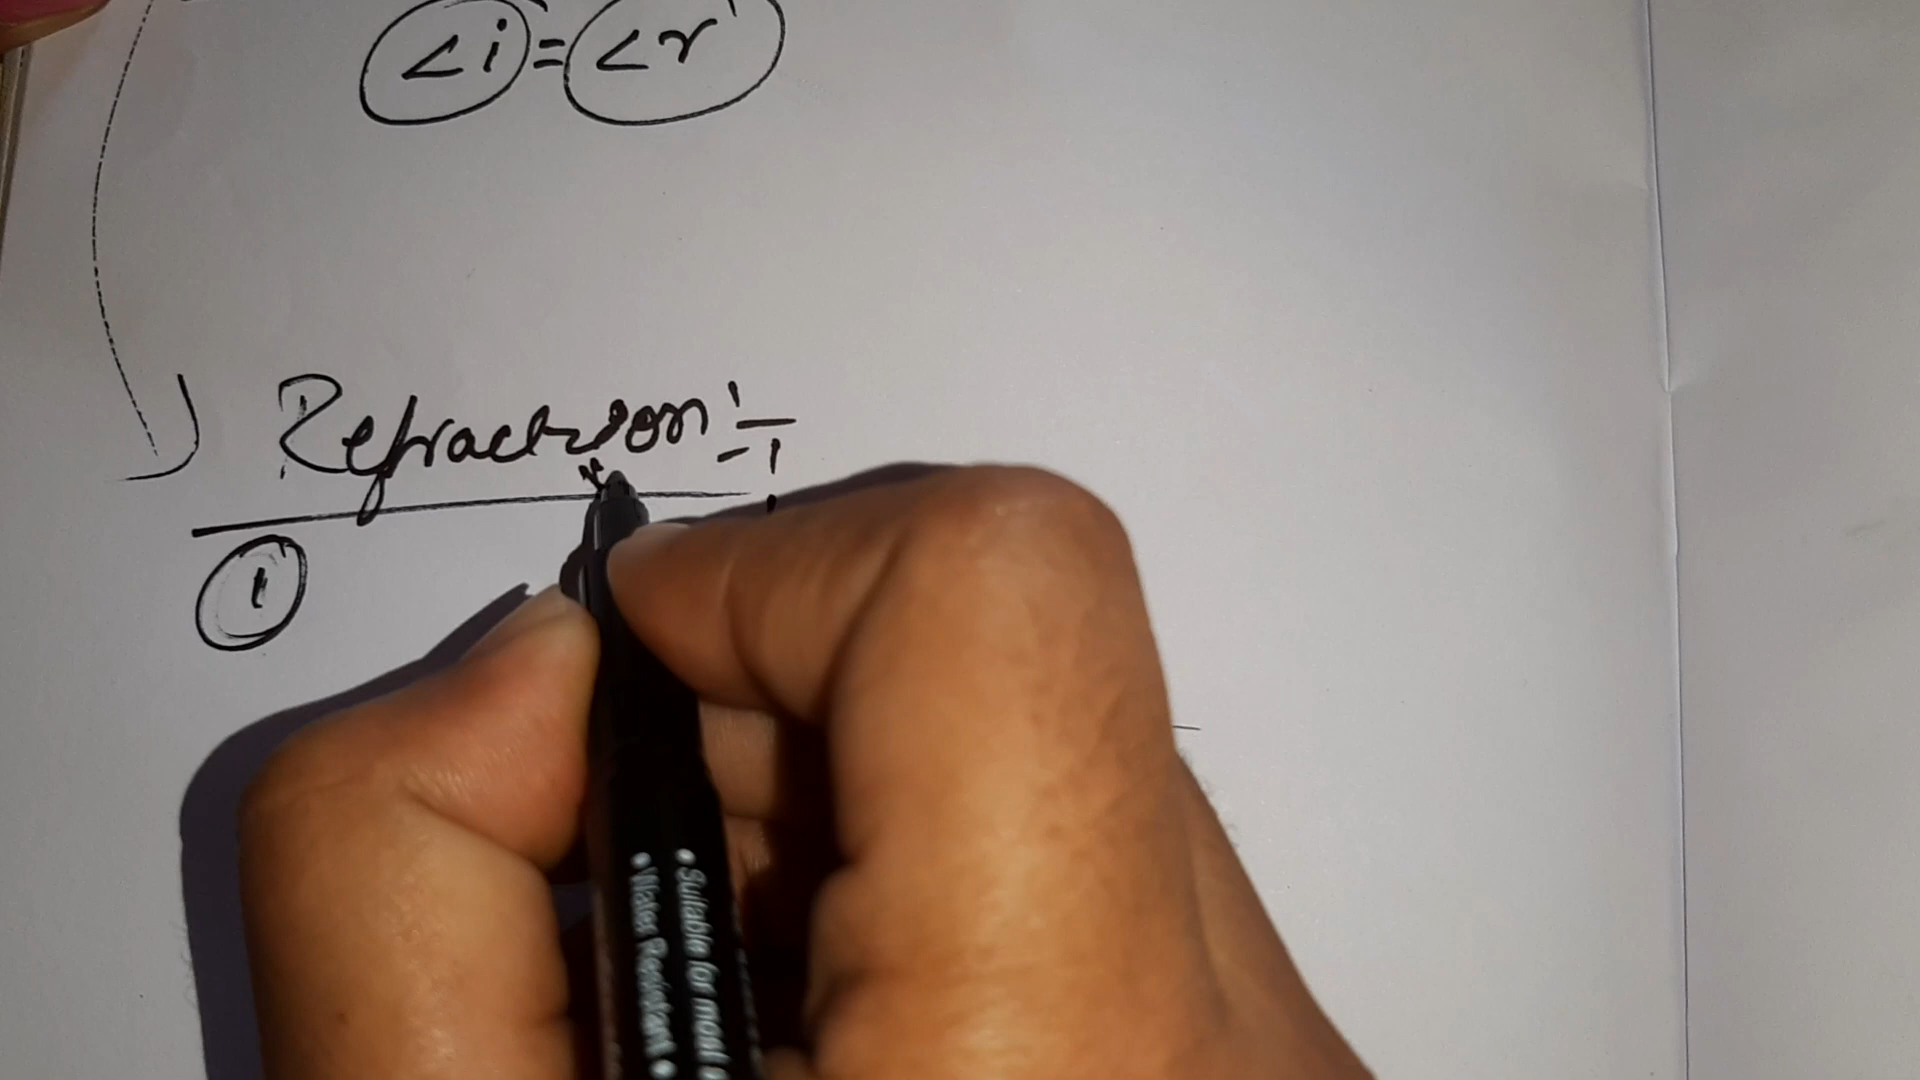 <i = <r
Refraction :-
1
• Suitable for most
• Water Resistant •